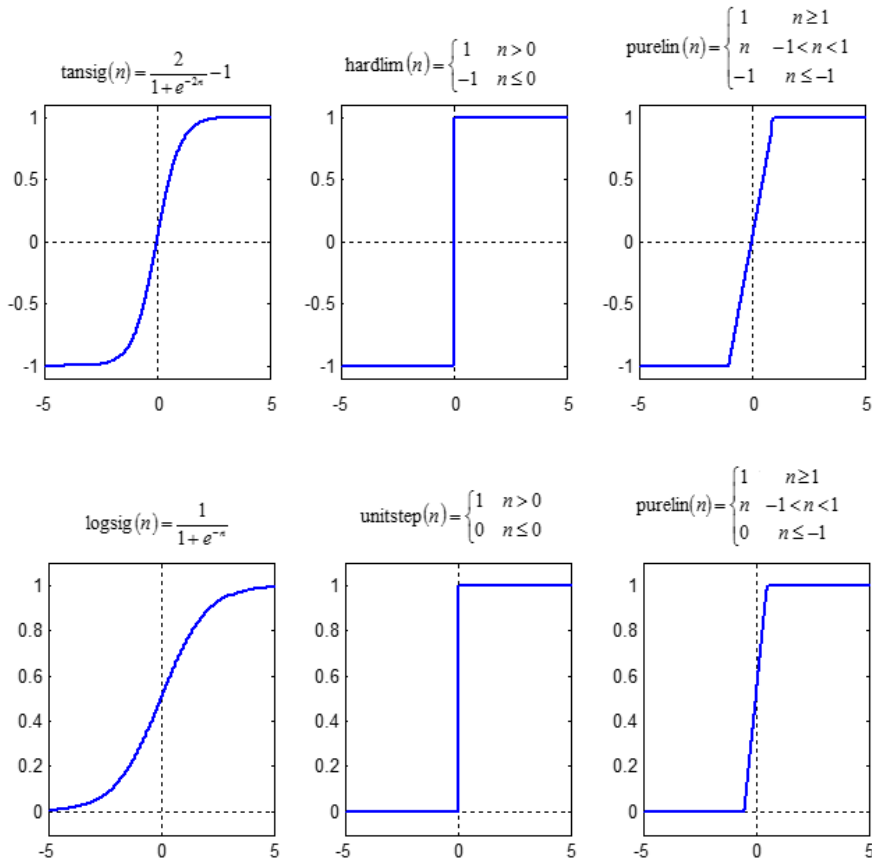 tansig(n) = 2 / (1 + e^{-2n}) - 1
hardlim(n) = { 1 n > 0
-1 n ≤ 0
purelin(n) = { 1 n ≥ 1
n -1 < n < 1
-1 n ≤ -1
1
0.5
0
-0.5
-1
-5 0 5
1
0.5
0
-0.5
-1
-5 0 5
1
0.5
0
-0.5
-1
-5 0 5
logsig(n) = 1 / (1 + e^{-n})
unitstep(n) = { 1 n > 0
0 n ≤ 0
purelin(n) = { 1 n ≥ 1
n -1 < n < 1
0 n ≤ -1
1
0.8
0.6
0.4
0.2
0
-5 0 5
1
0.8
0.6
0.4
0.2
0
-5 0 5
1
0.8
0.6
0.4
0.2
0
-5 0 5